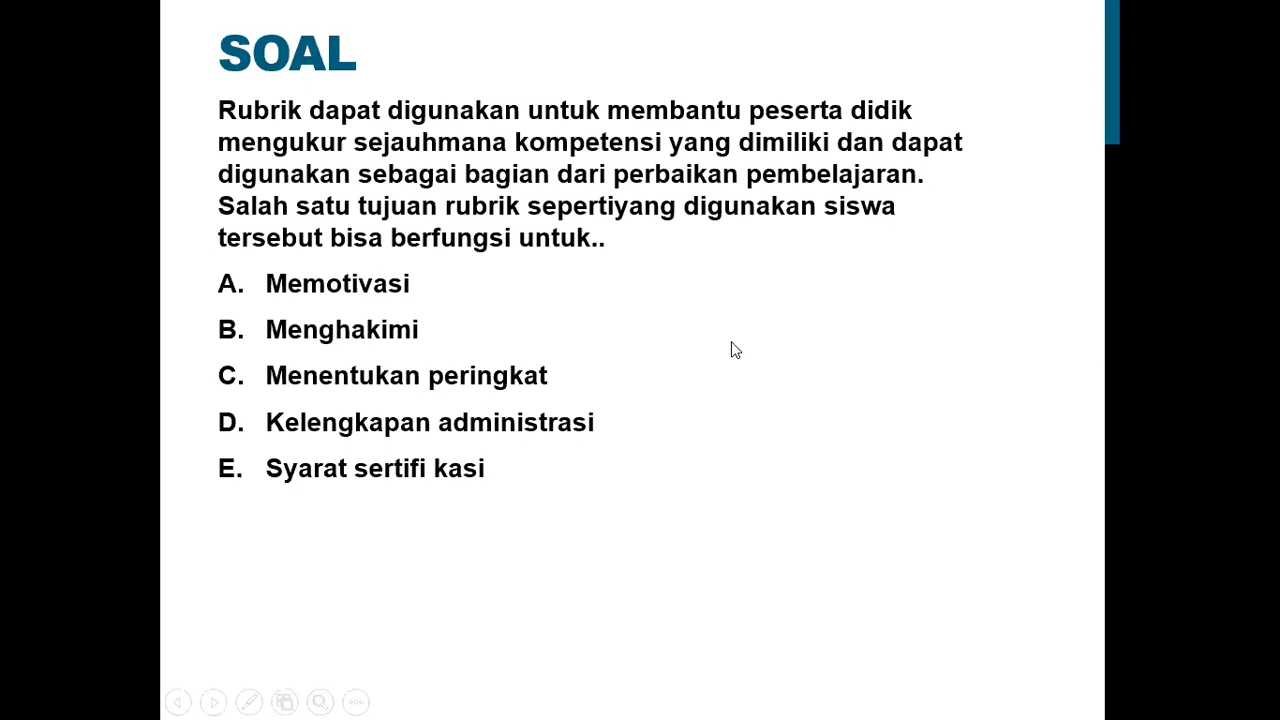 SOAL
Rubrik dapat digunakan untuk membantu peserta didik
mengukur sejauhmana kompetensi yang dimiliki dan dapat
digunakan sebagai bagian dari perbaikan pembelajaran.
Salah satu tujuan rubrik sepertiyang digunakan siswa
tersebut bisa berfungsi untuk..
A. Memotivasi
B. Menghakimi
C. Menentukan peringkat
D. Kelengkapan administrasi
E. Syarat sertifi kasi